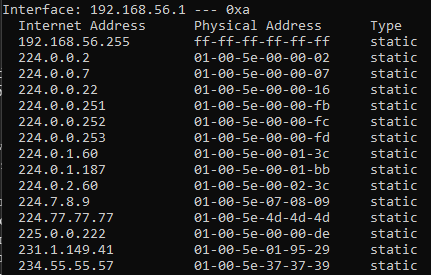 Interface: 192.168.56.1 --- 0xa
  Internet Address      Physical Address      Type
  192.168.56.255        ff-ff-ff-ff-ff-ff     static
  224.0.0.2             01-00-5e-00-00-02     static
  224.0.0.7             01-00-5e-00-00-07     static
  224.0.0.22            01-00-5e-00-00-16     static
  224.0.0.251           01-00-5e-00-00-fb     static
  224.0.0.252           01-00-5e-00-00-fc     static
  224.0.0.253           01-00-5e-00-00-fd     static
  224.0.1.60            01-00-5e-00-01-3c     static
  224.0.1.187           01-00-5e-00-01-bb     static
  224.0.2.60            01-00-5e-00-02-3c     static
  224.7.8.9             01-00-5e-07-08-09     static
  224.77.77.77          01-00-5e-4d-4d-4d     static
  225.0.0.222           01-00-5e-00-00-de     static
  231.1.149.41          01-00-5e-01-95-29     static
  234.55.55.57          01-00-5e-37-37-39     static